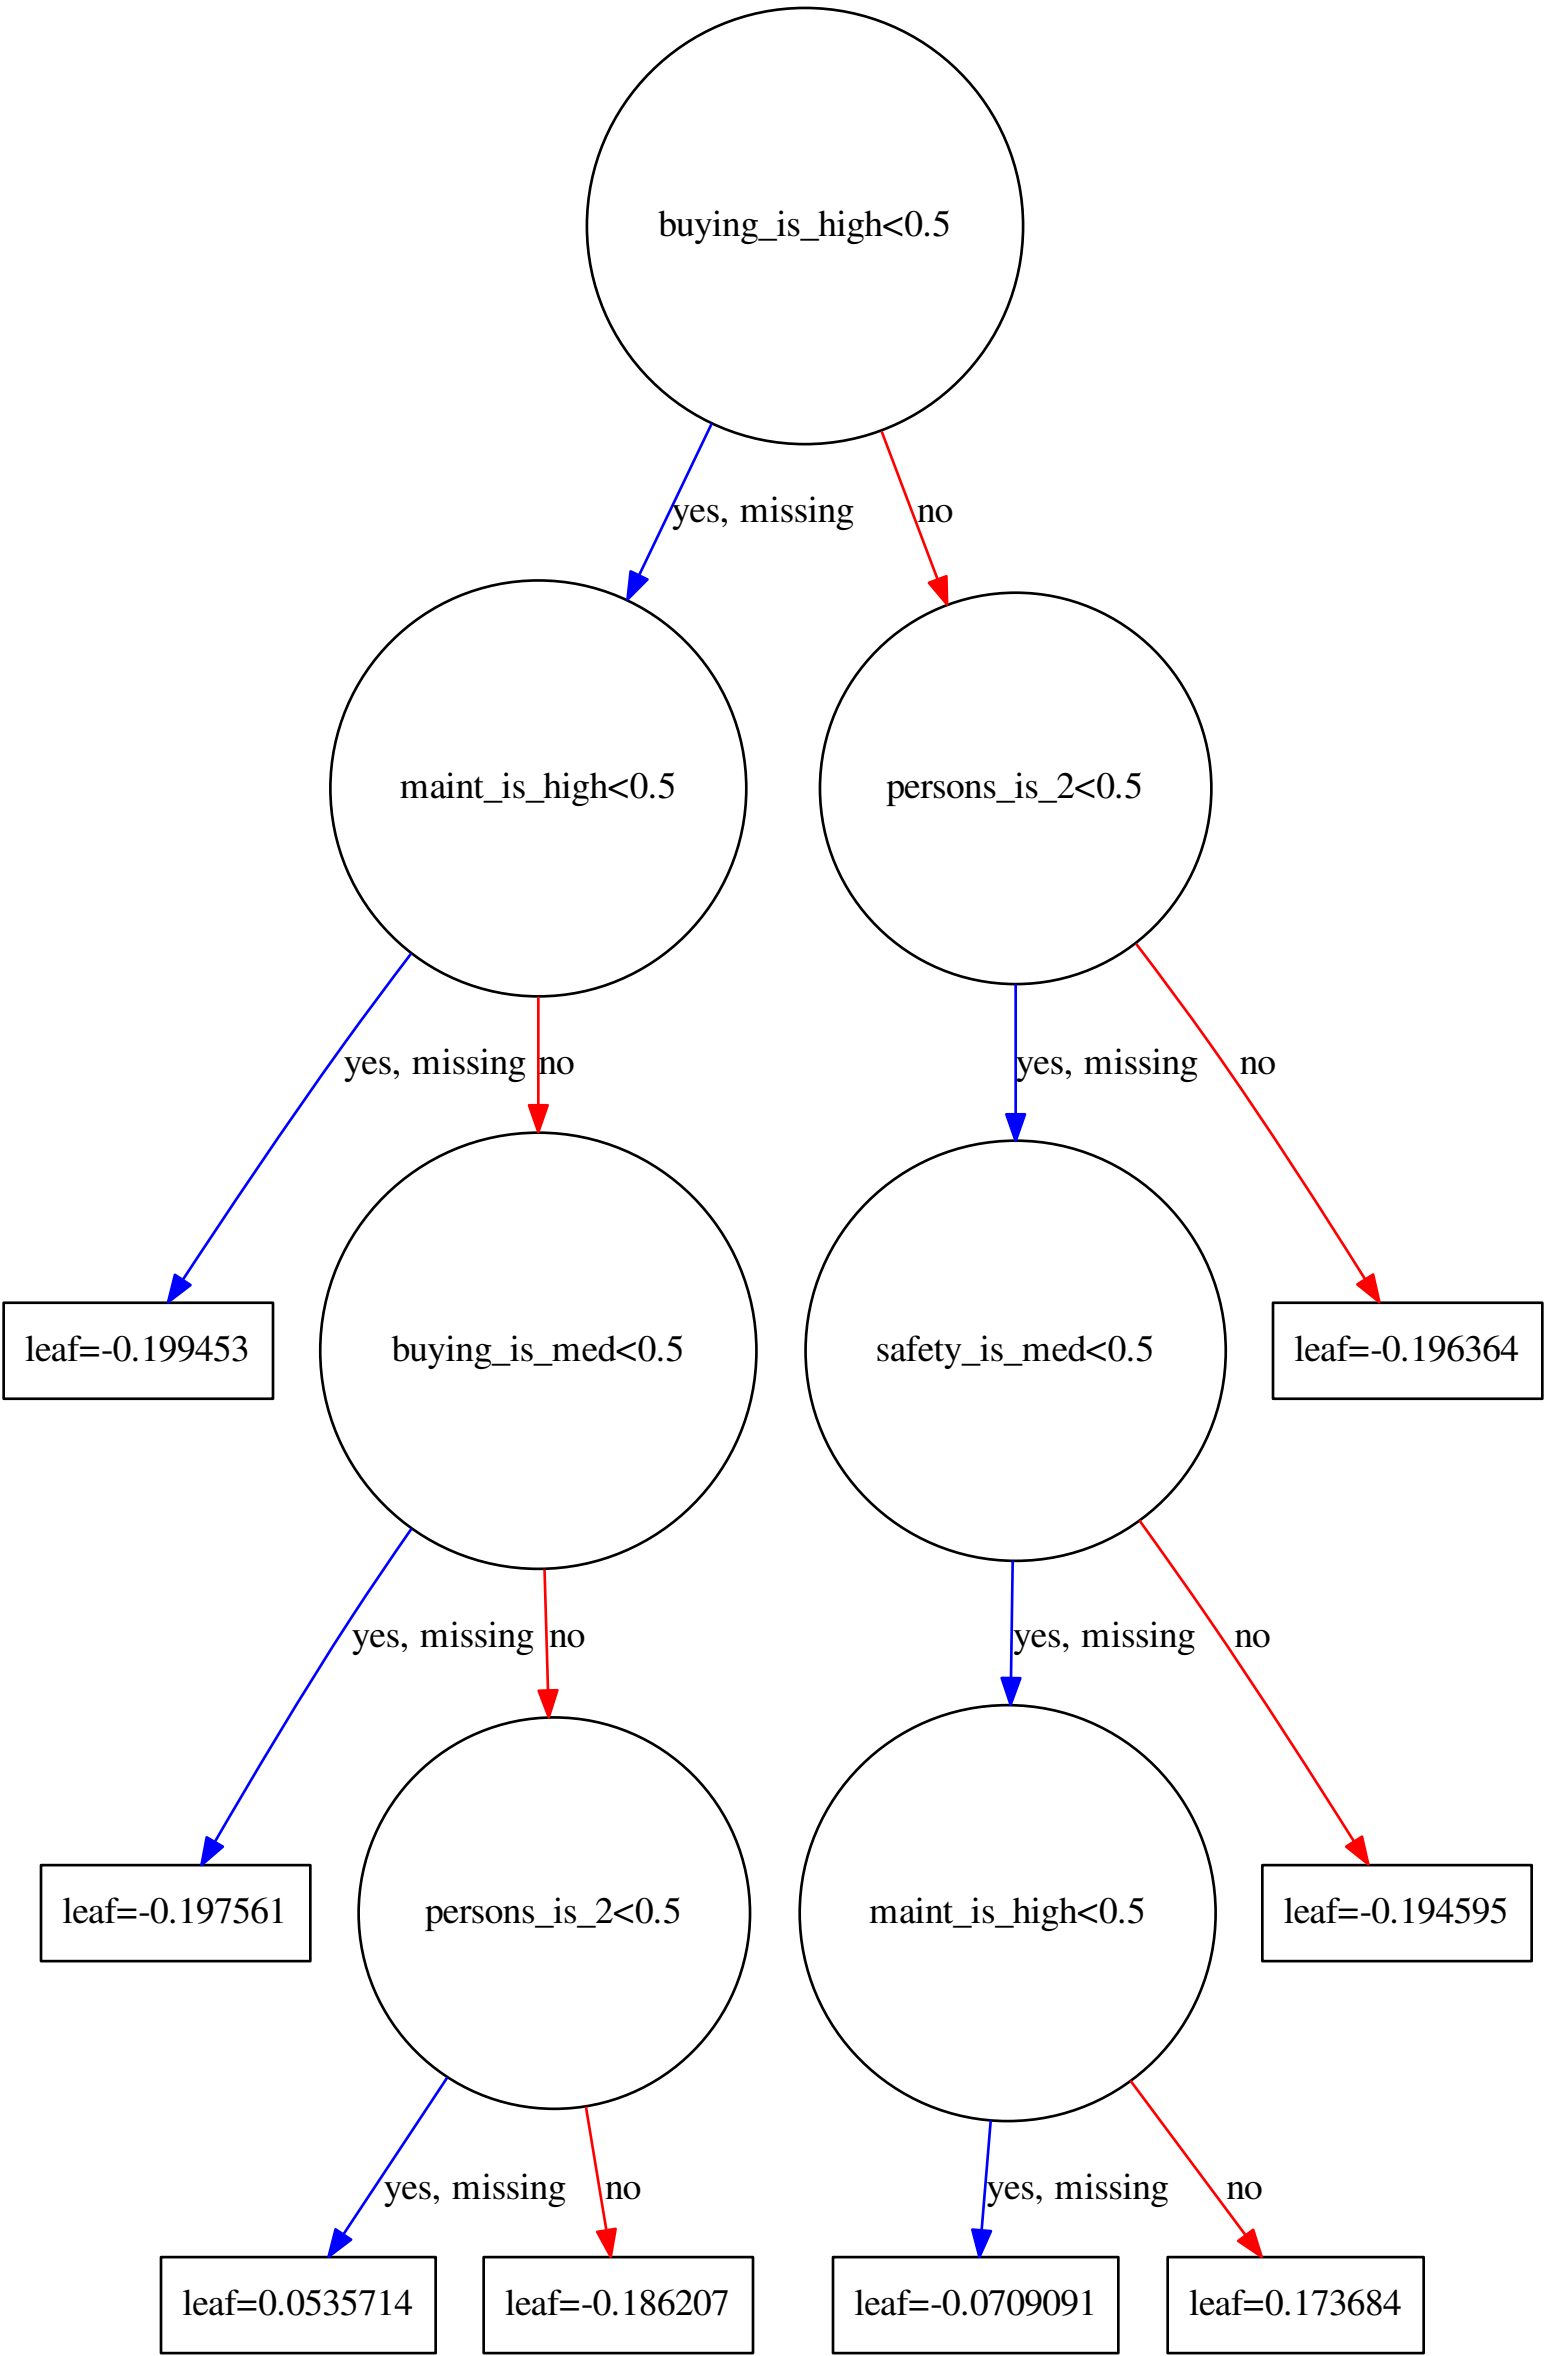 buying_is_high<0.5
yes, missing
no
maint_is_high<0.5
persons_is_2<0.5
yes, missing
no
yes, missing
no
leaf=-0.199453
buying_is_med<0.5
safety_is_med<0.5
leaf=-0.196364
yes, missing
no
yes, missing
no
leaf=-0.197561
persons_is_2<0.5
maint_is_high<0.5
leaf=-0.194595
yes, missing
no
yes, missing
no
leaf=0.0535714
leaf=-0.186207
leaf=-0.0709091
leaf=0.173684